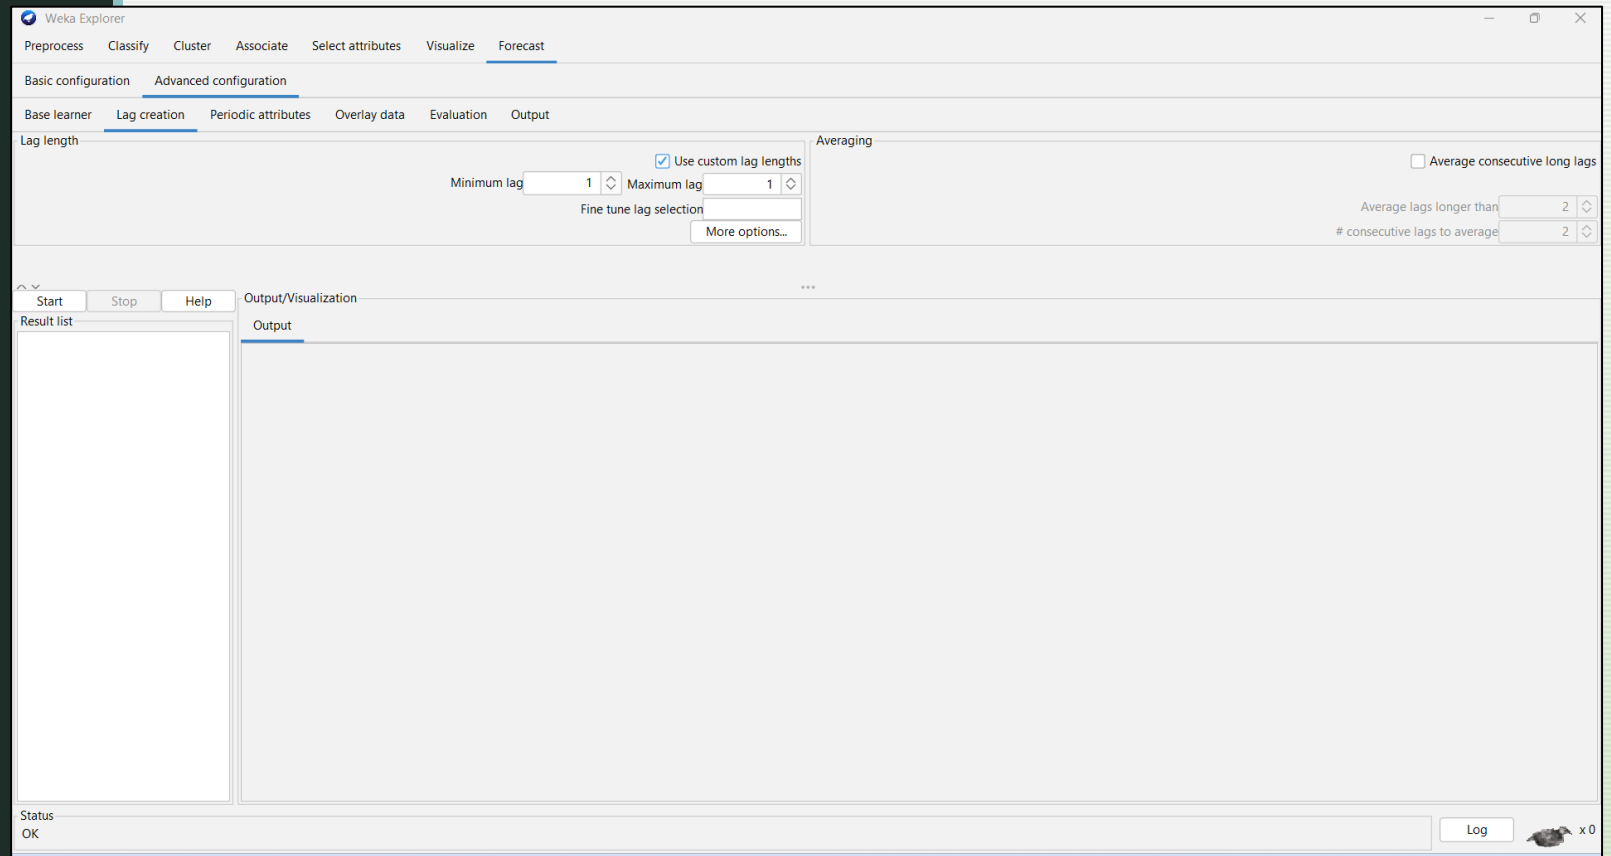 Weka Explorer
Preprocess Classify Cluster Associate Select attributes Visualize Forecast
Basic configuration Advanced configuration
Base learner Lag creation Periodic attributes Overlay data Evaluation Output
Lag length
Use custom lag lengths
Minimum lag 1 Maximum lag 1
Fine tune lag selection
More options...
Averaging
Average consecutive long lags
Average lags longer than 2
# consecutive lags to average 2
Start Stop Help
Result list
Output/Visualization
Output
Status
OK
Log x 0